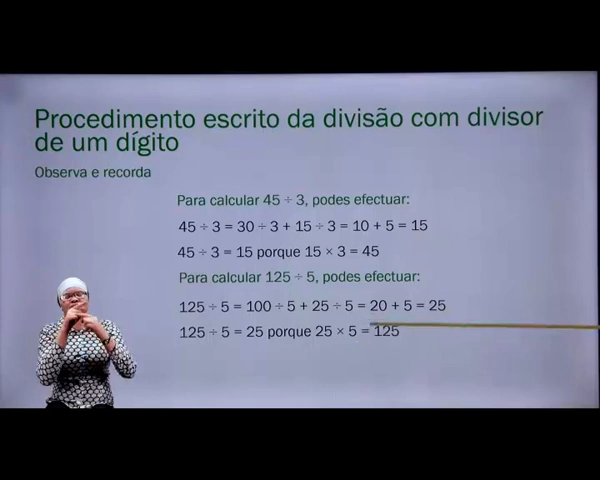 Procedimento escrito da divisão com divisor
de um dígito
Observa e recorda
Para calcular 45 ÷ 3, podes efectuar:
45 ÷ 3 = 30 ÷ 3 + 15 ÷ 3 = 10 + 5 = 15
45 ÷ 3 = 15 porque 15 × 3 = 45
Para calcular 125 ÷ 5, podes efectuar:
125 ÷ 5 = 100 ÷ 5 + 25 ÷ 5 = 20 + 5 = 25
125 ÷ 5 = 25 porque 25 × 5 = 125